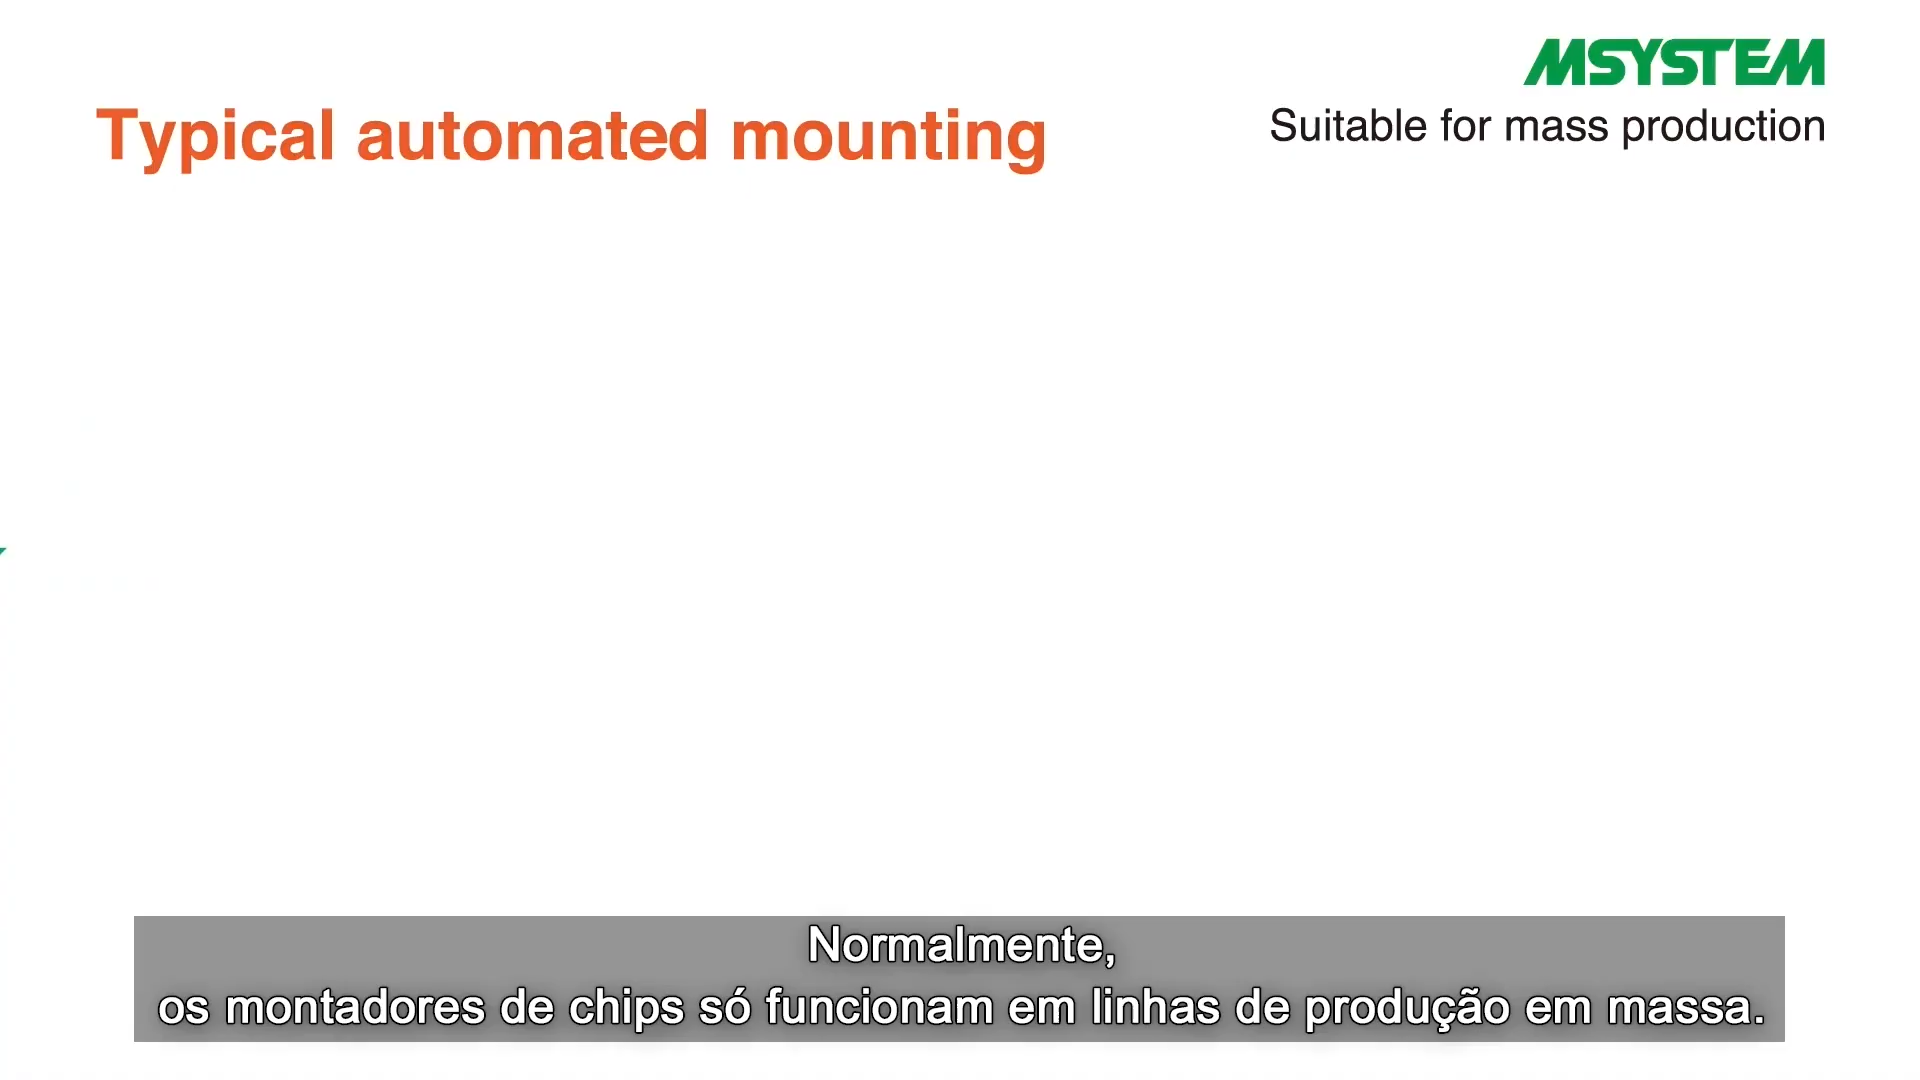 MSYSTEM
Typical automated mounting
Suitable for mass production
Normalmente,
os montadores de chips só funcionam em linhas de produção em massa.